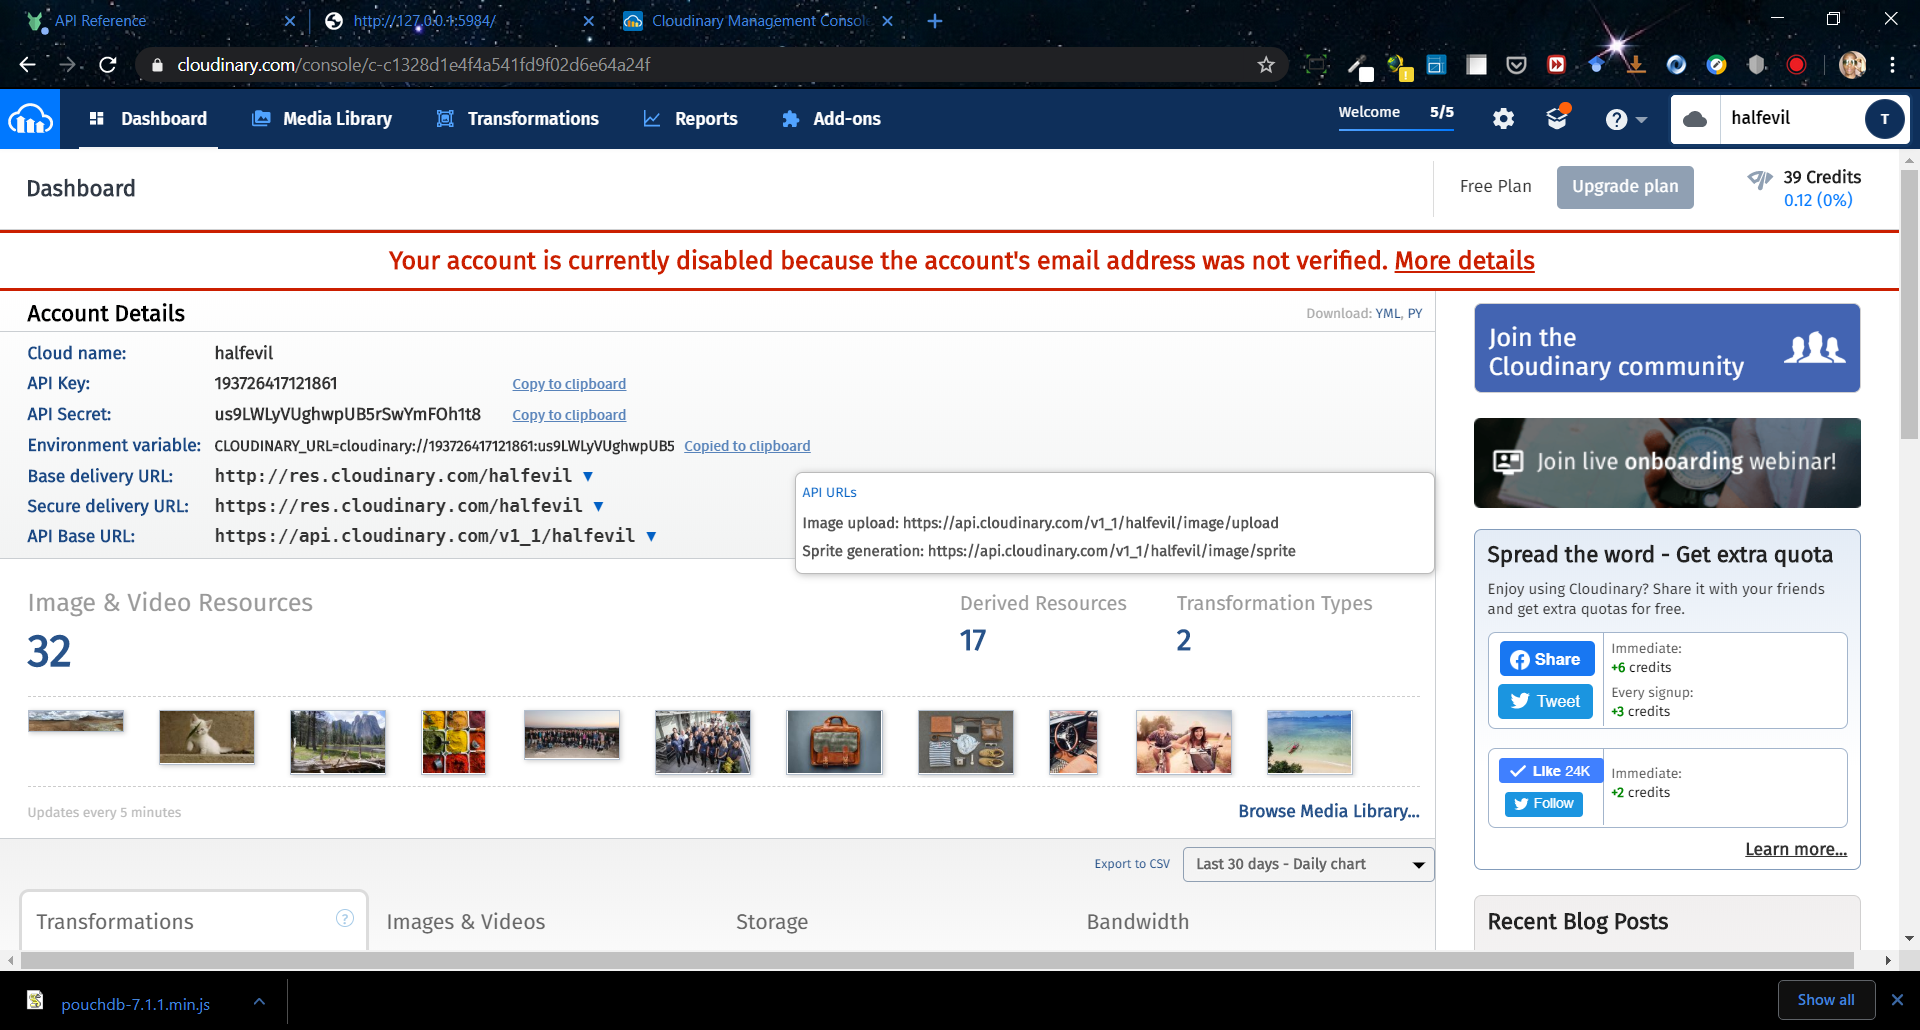 API Reference
http://127.0.0.1:5984/
Cloudinary Management Consol
cloudinary.com/console/c-c1328d1e4f4a541fd9f02d6e64a24f
Dashboard
Media Library
Transformations
Reports
Add-ons
Welcome 5/5
halfevil
T
Dashboard
Free Plan
Upgrade plan
39 Credits
0.12 (0%)
Your account is currently disabled because the account's email address was not verified. More details
Account Details
Download: YML, PY
Cloud name: halfevil
API Key: 193726417121861 Copy to clipboard
API Secret: us9LWLyVUghwpUB5rSwYmFOh1t8 Copy to clipboard
Environment variable: CLOUDINARY_URL=cloudinary://193726417121861:us9LWLyVUghwpUB5 Copied to clipboard
Base delivery URL: http://res.cloudinary.com/halfevil
Secure delivery URL: https://res.cloudinary.com/halfevil
API Base URL: https://api.cloudinary.com/v1_1/halfevil
API URLs
Image upload: https://api.cloudinary.com/v1_1/halfevil/image/upload
Sprite generation: https://api.cloudinary.com/v1_1/halfevil/image/sprite
Image & Video Resources
32
Derived Resources
17
Transformation Types
2
Updates every 5 minutes
Browse Media Library...
Export to CSV
Last 30 days - Daily chart
Transformations
?
Images & Videos
Storage
Bandwidth
Join the
Cloudinary community
Join live onboarding webinar!
Spread the word - Get extra quota
Enjoy using Cloudinary? Share it with your friends
and get extra quotas for free.
Share
Tweet
Immediate:
+6 credits
Every signup:
+3 credits
Like 24K
Follow
Immediate:
+2 credits
Learn more...
Recent Blog Posts
pouchdb-7.1.1.min.js
Show all